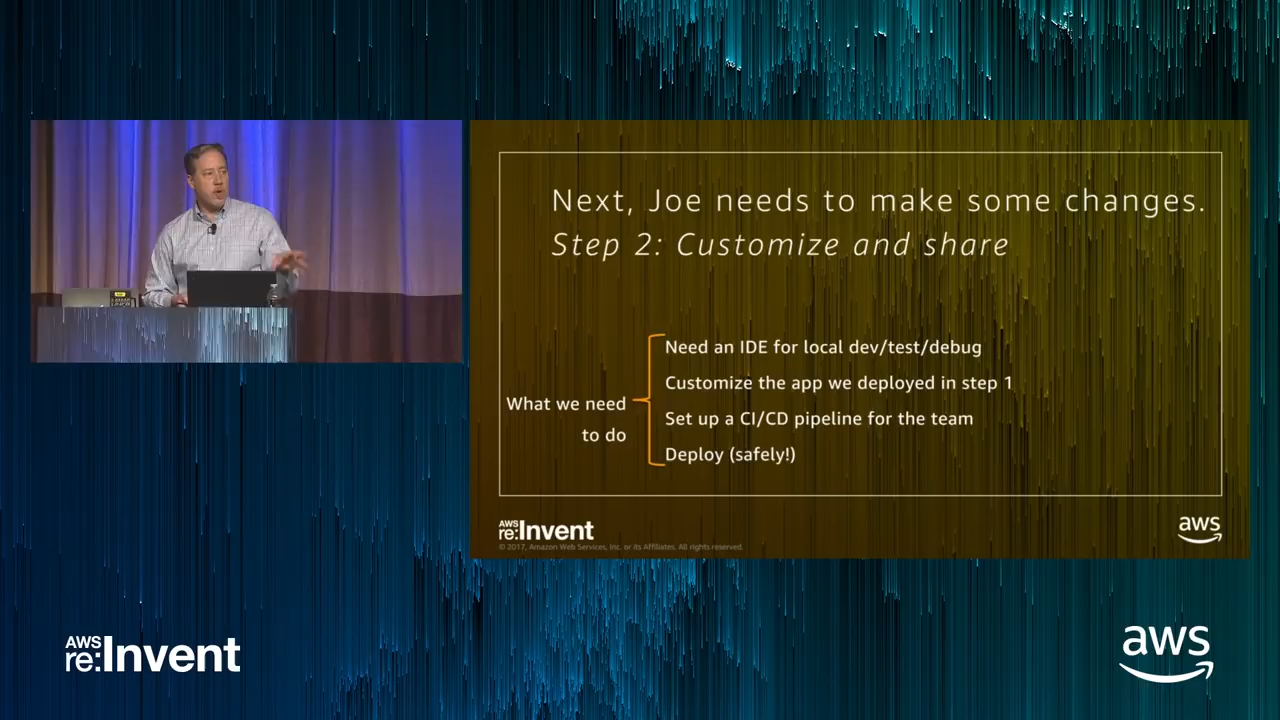 Next, Joe needs to make some changes.
Step 2: Customize and share
What we need
to do
Need an IDE for local dev/test/debug
Customize the app we deployed in step 1
Set up a CI/CD pipeline for the team
Deploy (safely!)
AWS
re:Invent
aws
© 2017, Amazon Web Services, Inc. or its Affiliates. All rights reserved.
AWS
re:Invent
aws